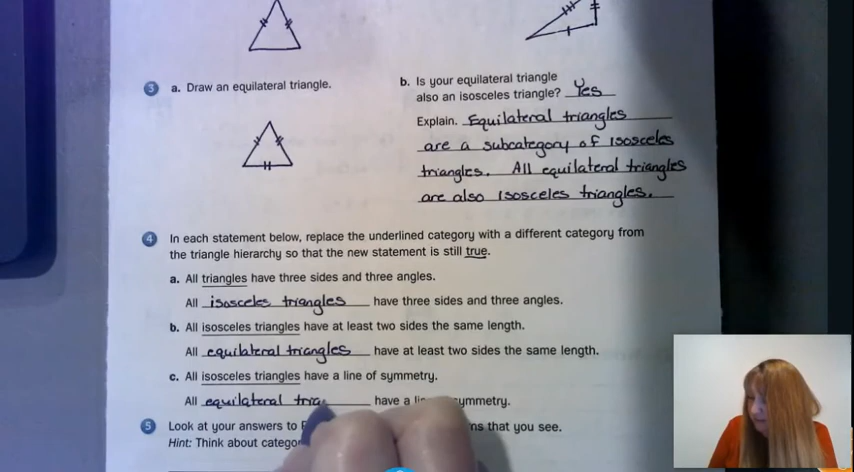 3 a. Draw an equilateral triangle.
b. Is your equilateral triangle
also an isosceles triangle? Yes
Explain. Equilateral triangles
are a subcategory of isosceles
triangles. All equilateral triangles
are also isosceles triangles.
4 In each statement below, replace the underlined category with a different category from
the triangle hierarchy so that the new statement is still true.
a. All triangles have three sides and three angles.
All isosceles triangles have three sides and three angles.
b. All isosceles triangles have at least two sides the same length.
All equilateral triangles have at least two sides the same length.
c. All isosceles triangles have a line of symmetry.
All equilateral tria have a symmetry.
5 Look at your answers to that you see.
Hint: Think about